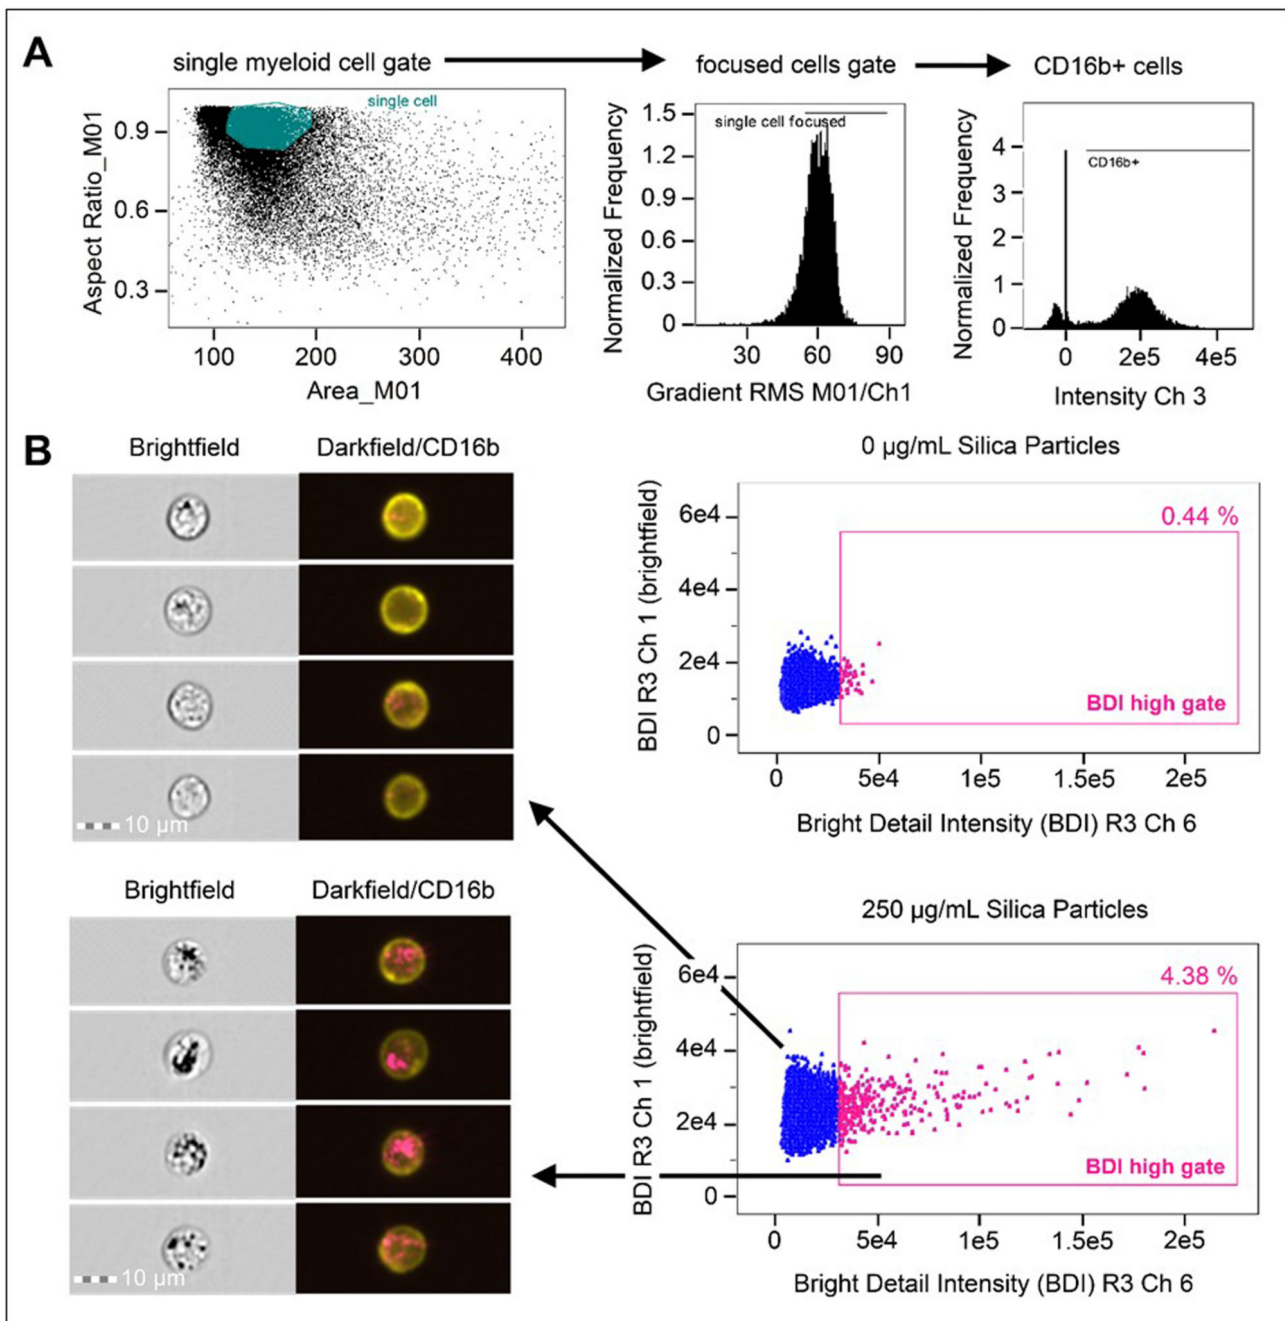 A
single myeloid cell gate
focused cells gate
CD16b+ cells
single cell
0.9
0.6
0.3
Aspect Ratio_M01
100 200 300 400
Area_M01
single cell focused
1.5
1.2
0.9
0.6
0.3
0
Normalized Frequency
30 60 90
Gradient RMS M01/Ch1
CD16b+
4
3
2
1
0
Normalized Frequency
0 2e5 4e5
Intensity Ch 3
B
Brightfield Darkfield/CD16b
10 µm
Brightfield Darkfield/CD16b
10 µm
0 µg/mL Silica Particles
0.44 %
6e4
4e4
2e4
0
BDI R3 Ch 1 (brightfield)
BDI high gate
0 5e4 1e5 1.5e5 2e5
Bright Detail Intensity (BDI) R3 Ch 6
250 µg/mL Silica Particles
4.38 %
6e4
4e4
2e4
0
BDI R3 Ch 1 (brightfield)
BDI high gate
0 5e4 1e5 1.5e5 2e5
Bright Detail Intensity (BDI) R3 Ch 6